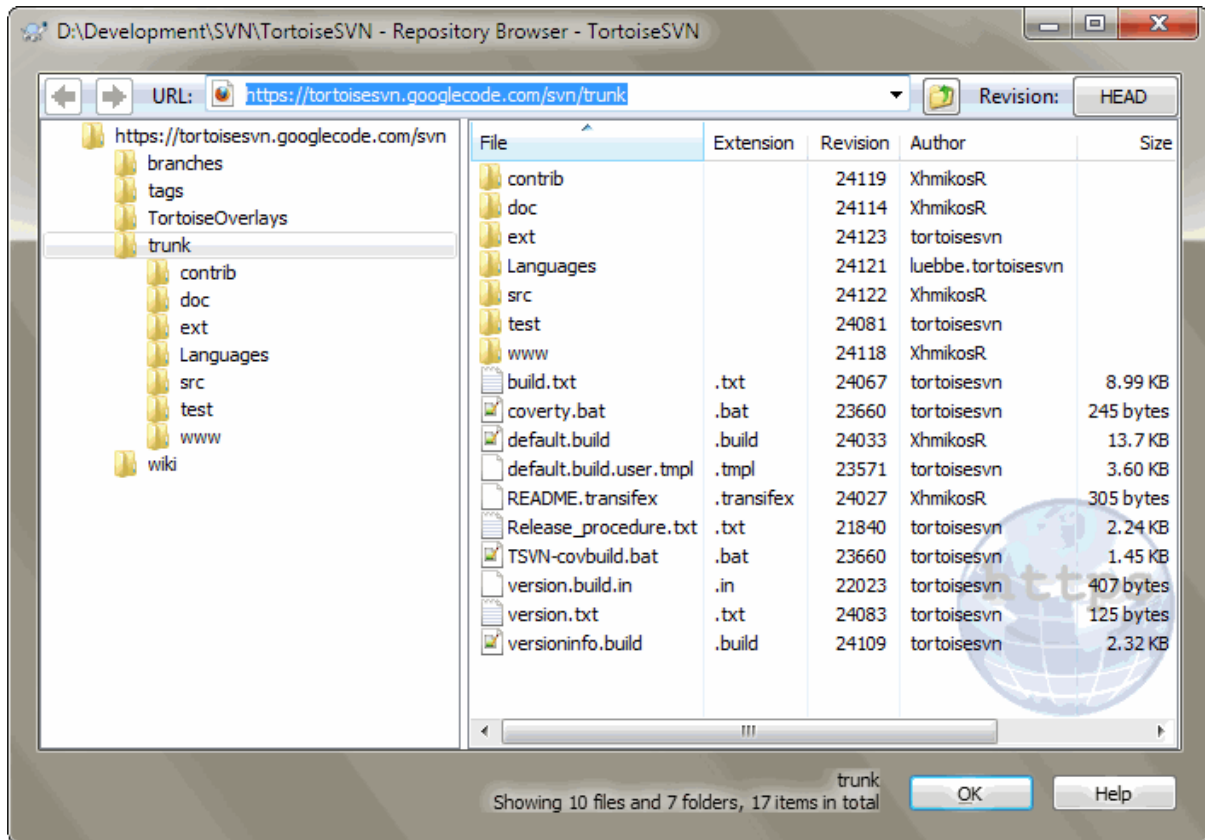 D:\Development\SVN\TortoiseSVN - Repository Browser - TortoiseSVN
URL: https://tortoisesvn.googlecode.com/svn/trunk Revision: HEAD
https://tortoisesvn.googlecode.com/svn
branches
tags
TortoiseOverlays
trunk
contrib
doc
ext
Languages
src
test
www
wiki
File Extension Revision Author Size
contrib 24119 XhmikosR
doc 24114 XhmikosR
ext 24123 tortoisesvn
Languages 24121 luebbe.tortoisesvn
src 24122 XhmikosR
test 24081 tortoisesvn
www 24118 XhmikosR
build.txt .txt 24067 tortoisesvn 8.99 KB
coverty.bat .bat 23660 tortoisesvn 245 bytes
default.build .build 24033 XhmikosR 13.7 KB
default.build.user.tmpl .tmpl 23571 tortoisesvn 3.60 KB
README.transifex .transifex 24027 XhmikosR 305 bytes
Release_procedure.txt .txt 21840 tortoisesvn 2.24 KB
TSVN-covbuild.bat .bat 23660 tortoisesvn 1.45 KB
version.build.in .in 22023 tortoisesvn 407 bytes
version.txt .txt 24083 tortoisesvn 125 bytes
versioninfo.build .build 24109 tortoisesvn 2.32 KB
https
trunk
Showing 10 files and 7 folders, 17 items in total
OK Help